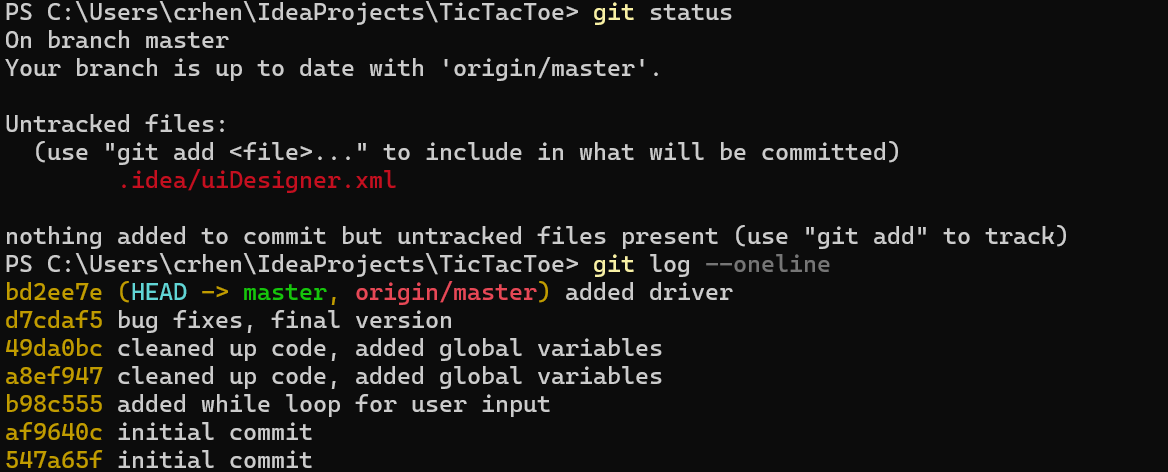 PS C:\Users\crhen\IdeaProjects\TicTacToe> git status
On branch master
Your branch is up to date with 'origin/master'.

Untracked files:
  (use "git add <file>..." to include in what will be committed)
        .idea/uiDesigner.xml

nothing added to commit but untracked files present (use "git add" to track)
PS C:\Users\crhen\IdeaProjects\TicTacToe> git log --oneline
bd2ee7e (HEAD -> master, origin/master) added driver
d7cdaf5 bug fixes, final version
49da0bc cleaned up code, added global variables
a8ef947 cleaned up code, added global variables
b98c555 added while loop for user input
af9640c initial commit
547a65f initial commit